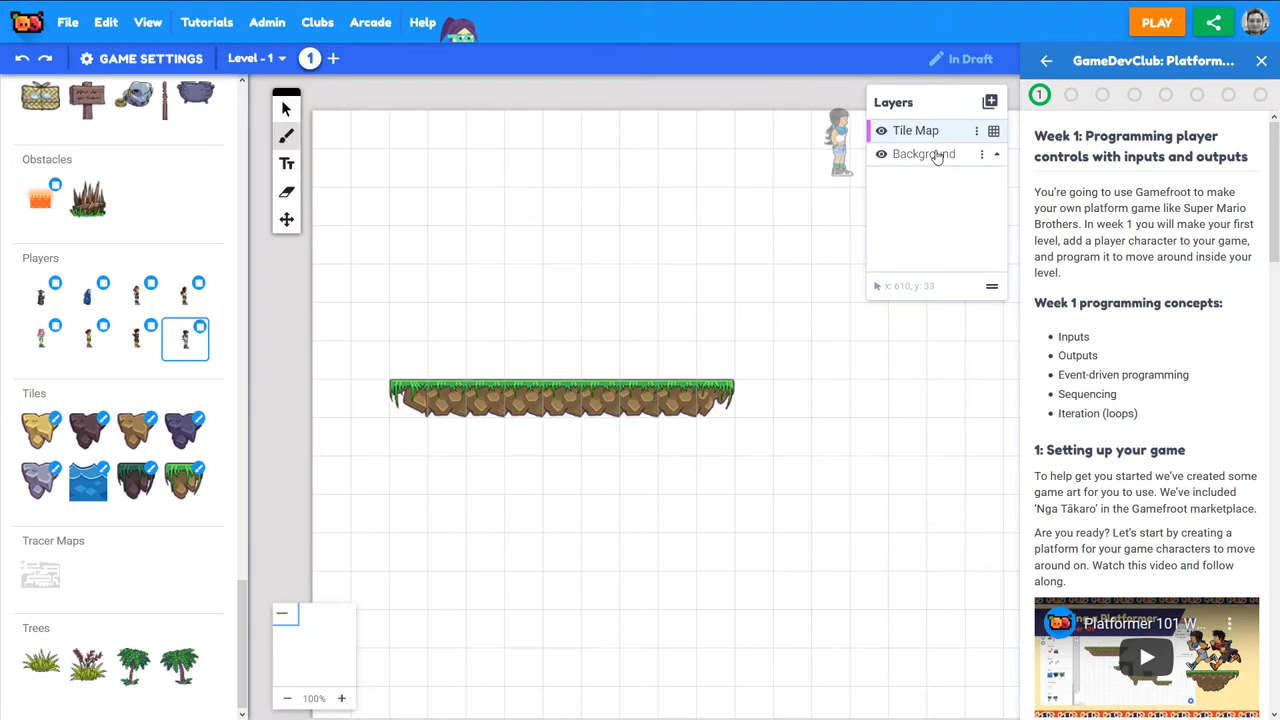 File Edit View Tutorials Admin Clubs Arcade Help PLAY
GAME SETTINGS Level - 1 1 In Draft GameDevClub: Platform...
Layers
Tile Map
Background
x: 610, y: 33
Obstacles
Players
Tiles
Tracer Maps
Trees
100%
1
Week 1: Programming player
controls with inputs and outputs
You're going to use Gamefroot to make
your own platform game like Super Mario
Brothers. In week 1 you will make your first
level, add a player character to your game,
and program it to move around inside your
level.
Week 1 programming concepts:
Inputs
Outputs
Event-driven programming
Sequencing
Iteration (loops)
1: Setting up your game
To help get you started we've created some
game art for you to use. We've included
'Nga Tākaro' in the Gamefroot marketplace.
Are you ready? Let's start by creating a
platform for your game characters to move
around on. Watch this video and follow
along.
Platformer 101 W...